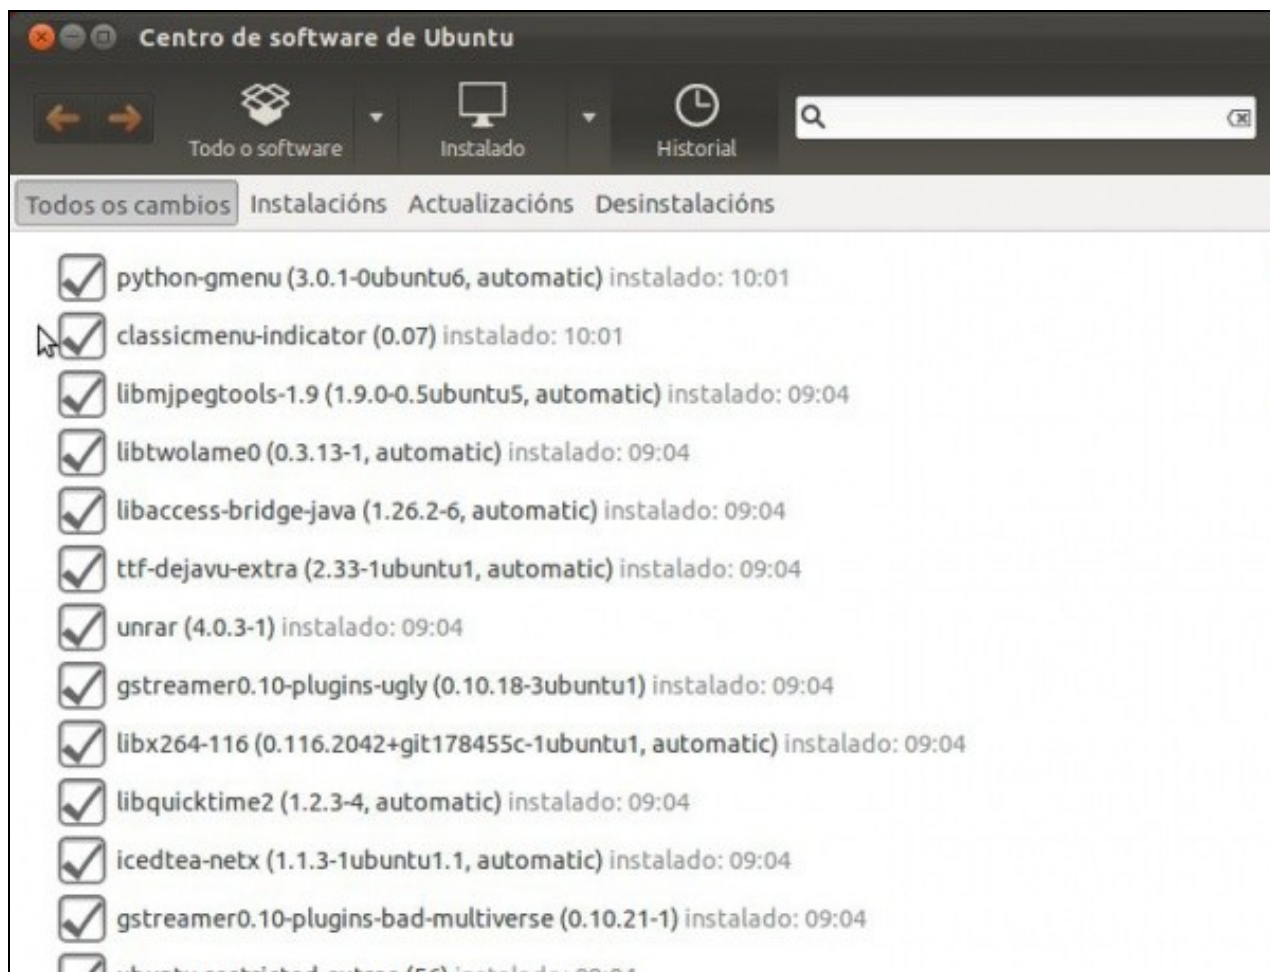 Centro de software de Ubuntu
Todo o software
Instalado
Historial
Todos os cambios Instalacións Actualizacións Desinstalacións
python-gmenu (3.0.1-0ubuntu6, automatic) instalado: 10:01
classicmenu-indicator (0.07) instalado: 10:01
libmjpegtools-1.9 (1.9.0-0.5ubuntu5, automatic) instalado: 09:04
libtwolame0 (0.3.13-1, automatic) instalado: 09:04
libaccess-bridge-java (1.26.2-6, automatic) instalado: 09:04
ttf-dejavu-extra (2.33-1ubuntu1, automatic) instalado: 09:04
unrar (4.0.3-1) instalado: 09:04
gstreamer0.10-plugins-ugly (0.10.18-3ubuntu1) instalado: 09:04
libx264-116 (0.116.2042+git178455c-1ubuntu1, automatic) instalado: 09:04
libquicktime2 (1.2.3-4, automatic) instalado: 09:04
icedtea-netx (1.1.3-1ubuntu1.1, automatic) instalado: 09:04
gstreamer0.10-plugins-bad-multiverse (0.10.21-1) instalado: 09:04